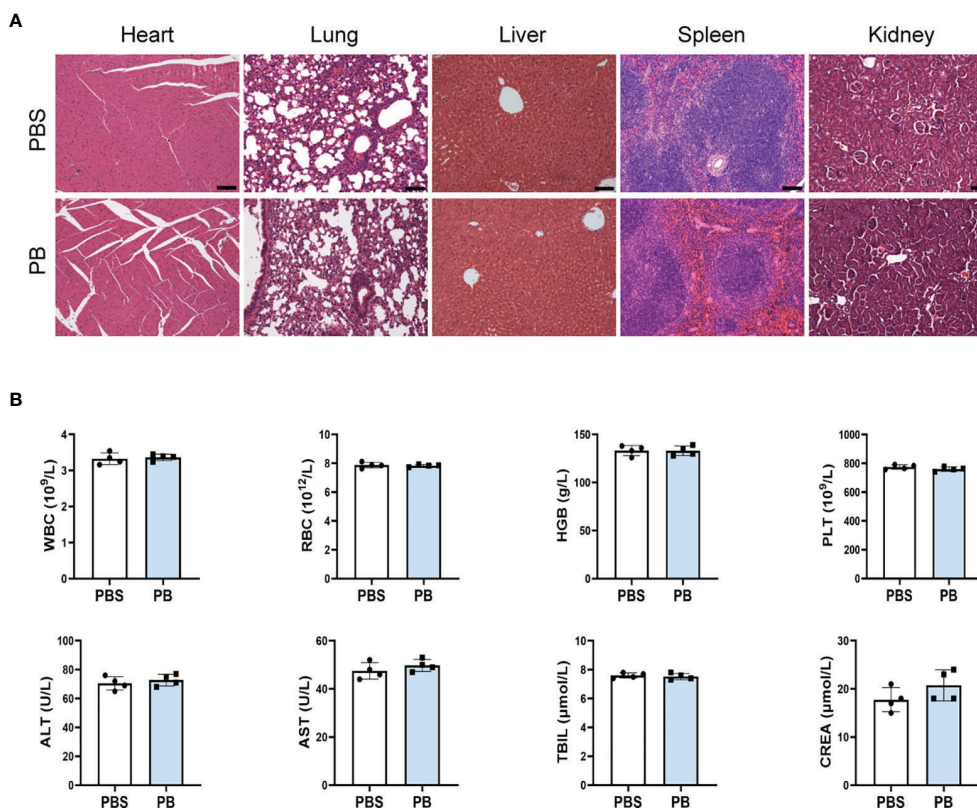 A
Heart Lung Liver Spleen Kidney
PBS
PB
B
WBC (10⁹/L)
4
3
2
1
0
PBS PB
RBC (10¹²/L)
10
8
6
4
2
0
PBS PB
HGB (g/L)
150
100
50
0
PBS PB
PLT (10⁹/L)
1000
800
600
400
200
0
PBS PB
ALT (U/L)
100
80
60
40
20
0
PBS PB
AST (U/L)
60
40
20
0
PBS PB
TBIL (μmol/L)
10
8
6
4
2
0
PBS PB
CREA (μmol/L)
30
20
10
0
PBS PB